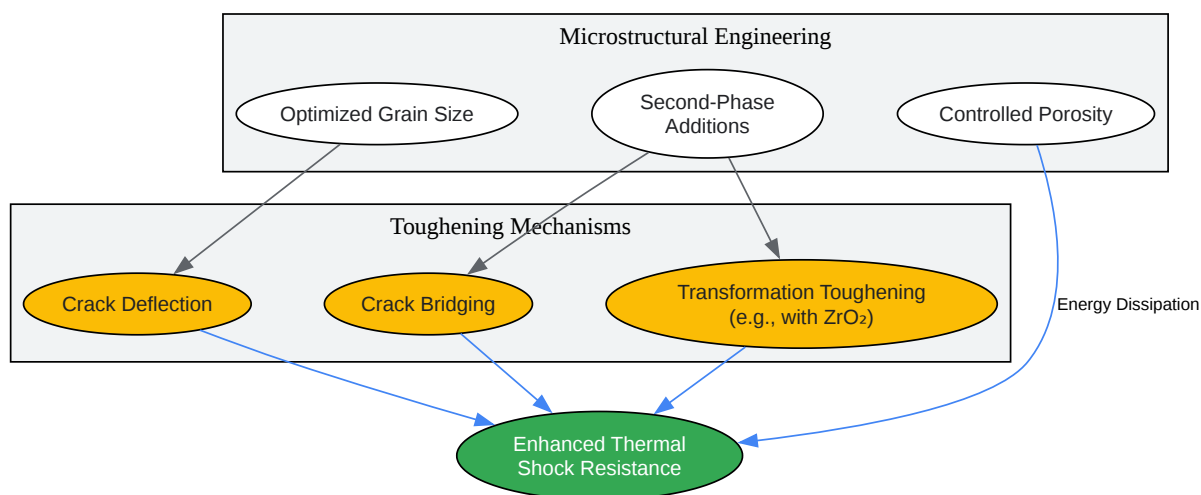 Microstructural Engineering
Optimized Grain Size
Second-Phase
Additions
Controlled Porosity
Toughening Mechanisms
Crack Deflection
Crack Bridging
Transformation Toughening
(e.g., with ZrO₂)
Energy Dissipation
Enhanced Thermal
Shock Resistance